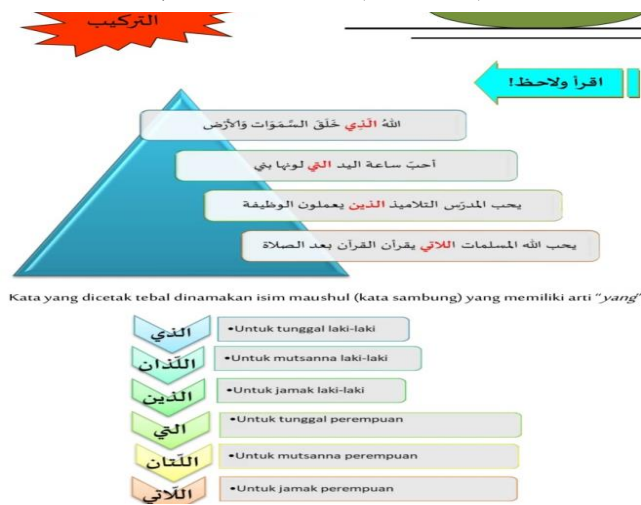 التركيب
اقرأ ولاحظ!
اللهُ الَّذِي خَلَقَ السَّمَوَات وَالأَرْض
أحبّ ساعة اليد التي لونها بني
يحب المدرّس التلاميذ الذين يعملون الوظيفة
يحب الله المسلمات اللاتي يقرأن القرآن بعد الصلاة
Kata yang dicetak tebal dinamakan isim maushul (kata sambung) yang memiliki arti "yang"
الذي •Untuk tunggal laki-laki
اللّذان •Untuk mutsanna laki-laki
الذين •Untuk jamak laki-laki
التي •Untuk tunggal perempuan
اللّتان •Untuk mutsanna perempuan
اللّاتي •Untuk jamak perempuan